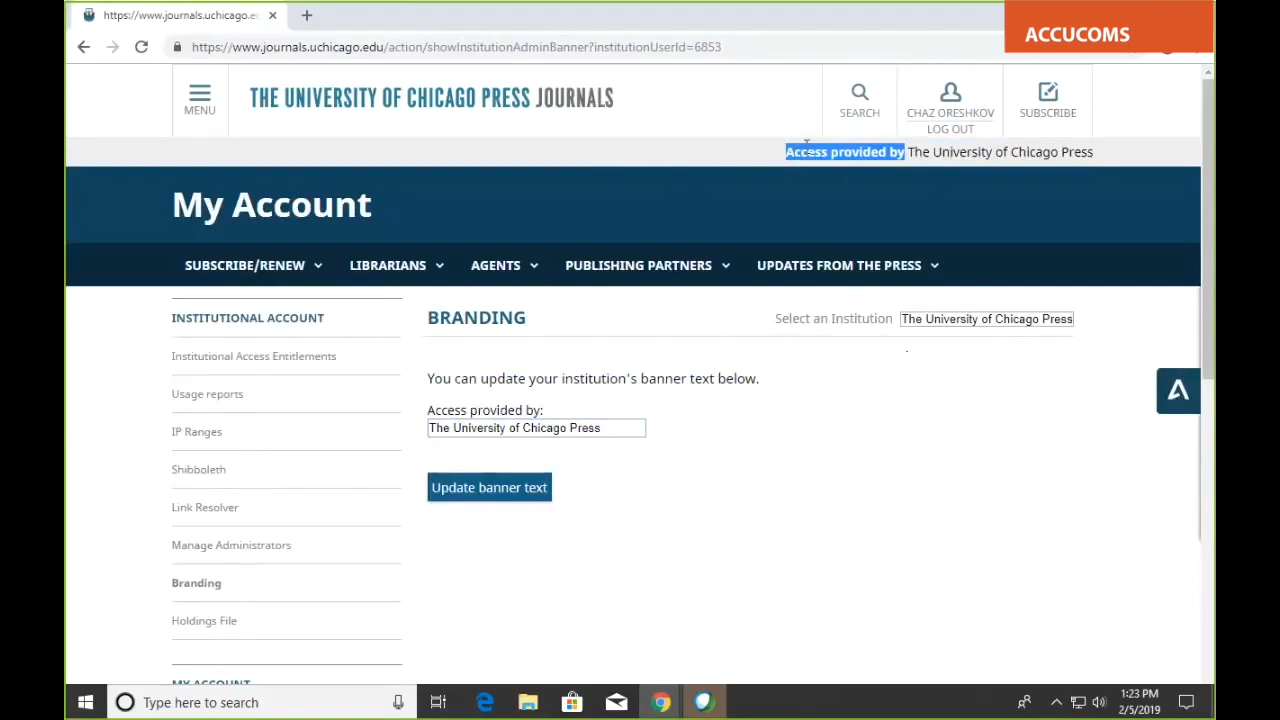 https://www.journals.uchicago.e
ACCUCOMS
https://www.journals.uchicago.edu/action/showInstitutionAdminBanner?institutionUserId=6853
MENU
THE UNIVERSITY OF CHICAGO PRESS JOURNALS
SEARCH
CHAZ ORESHKOV
LOG OUT
SUBSCRIBE
Access provided by The University of Chicago Press
My Account
SUBSCRIBE/RENEW
LIBRARIANS
AGENTS
PUBLISHING PARTNERS
UPDATES FROM THE PRESS
INSTITUTIONAL ACCOUNT
Institutional Access Entitlements
Usage reports
IP Ranges
Shibboleth
Link Resolver
Manage Administrators
Branding
Holdings File
MY ACCOUNT
BRANDING
Select an Institution The University of Chicago Press
You can update your institution's banner text below.
Access provided by:
The University of Chicago Press
Update banner text
Type here to search
1:23 PM
2/5/2019